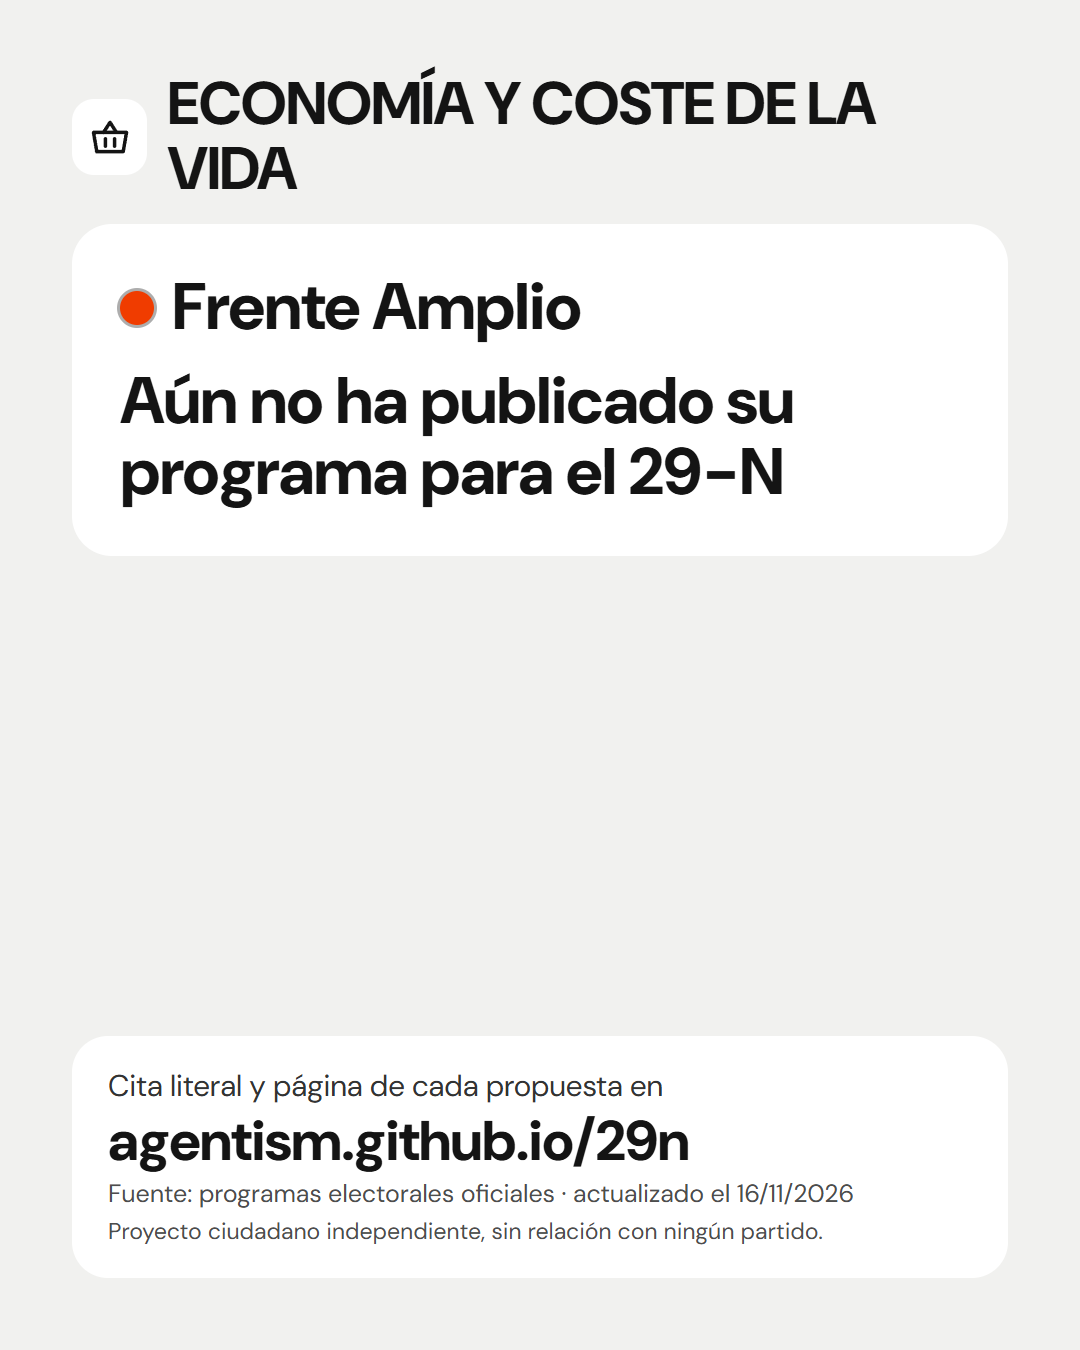 ECONOMÍA Y COSTE DE LA
VIDA
Frente Amplio
Aún no ha publicado su
programa para el 29-N
Cita literal y página de cada propuesta en
agentism.github.io/29n
Fuente: programas electorales oficiales · actualizado el 16/11/2026
Proyecto ciudadano independiente, sin relación con ningún partido.